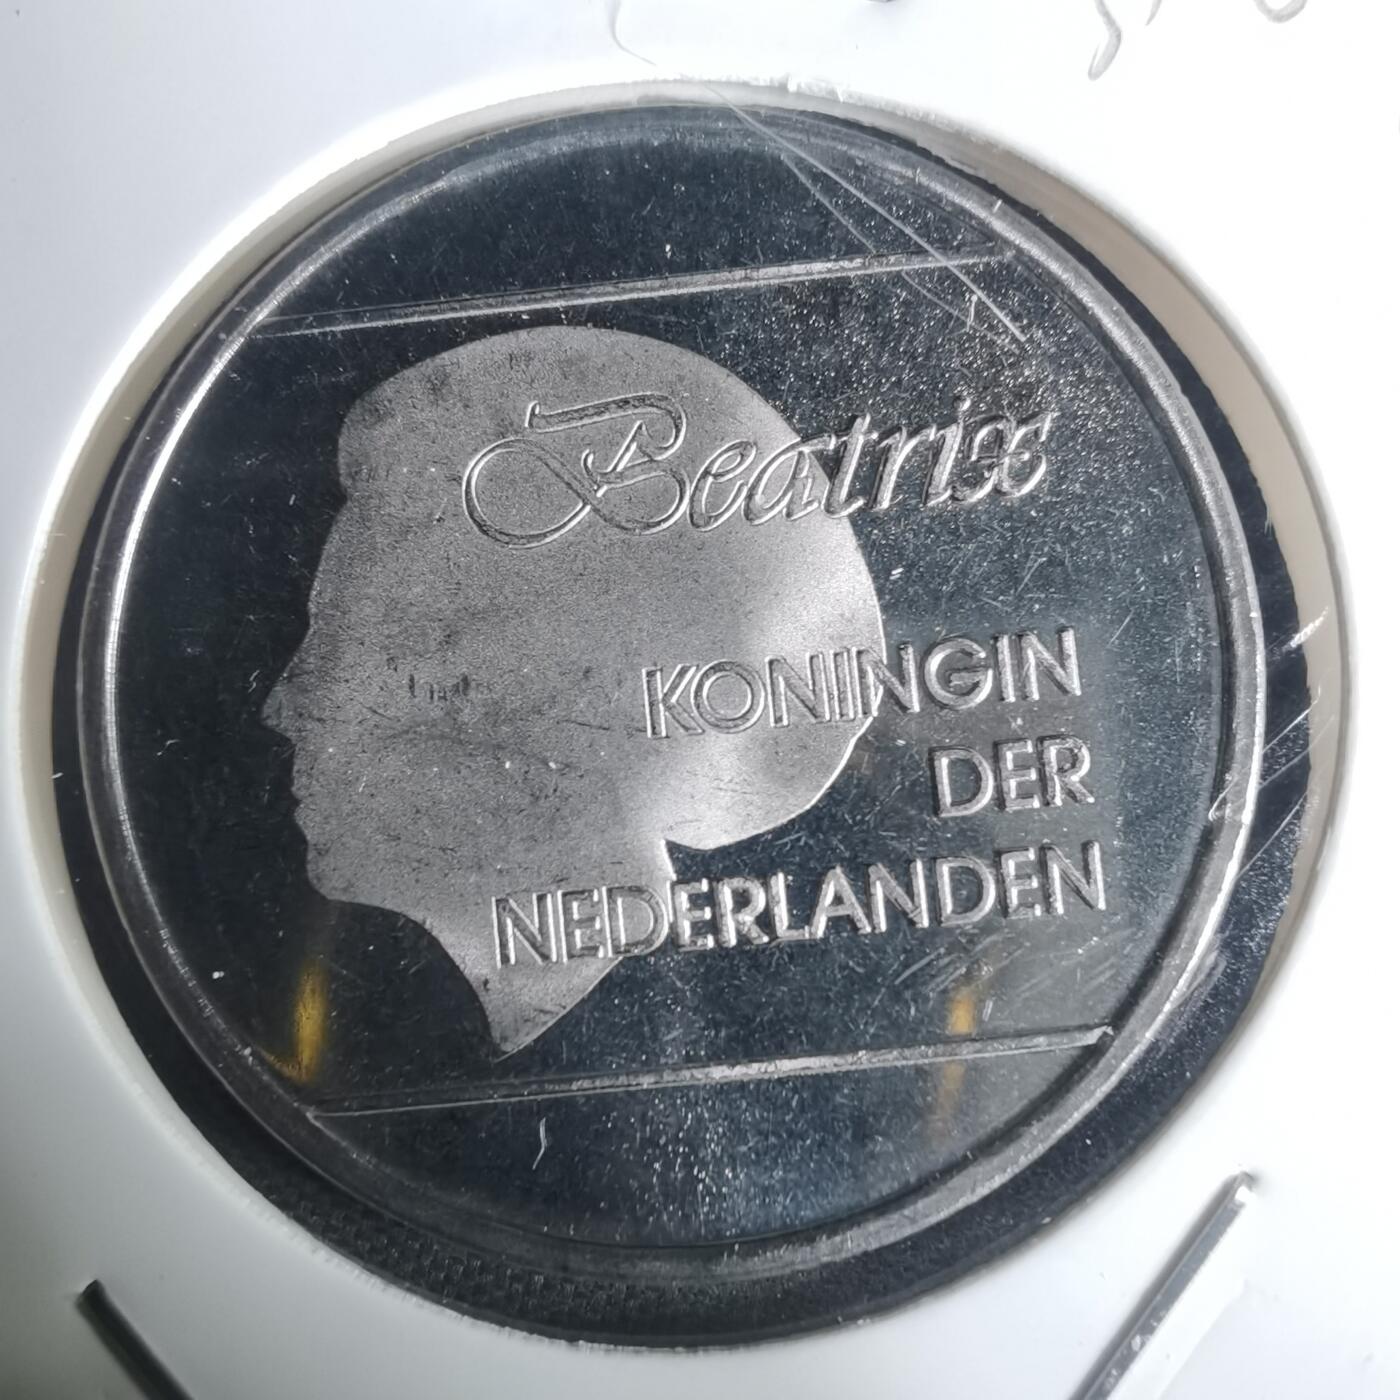 Beatrix
KONINGIN
DER
NEDERLANDEN